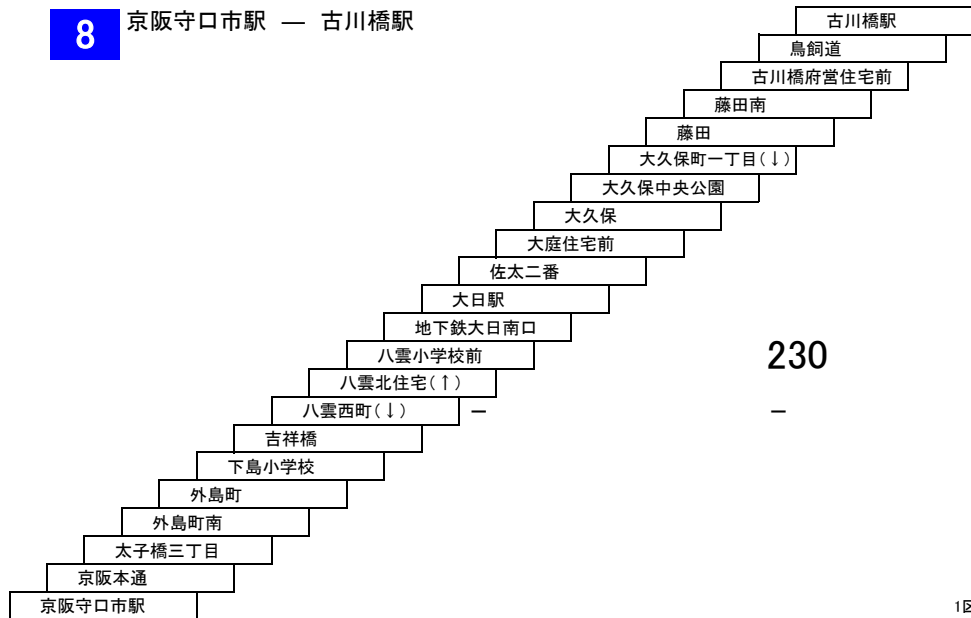 8
京阪守口市駅 ― 古川橋駅
古川橋駅
鳥飼道
古川橋府営住宅前
藤田南
藤田
大久保町一丁目(↓)
大久保中央公園
大久保
大庭住宅前
佐太二番
大日駅
地下鉄大日南口
八雲小学校前
230
八雲北住宅(↑)
八雲西町(↓) － －
吉祥橋
下島小学校
外島町
外島町南
太子橋三丁目
京阪本通
京阪守口市駅
1区